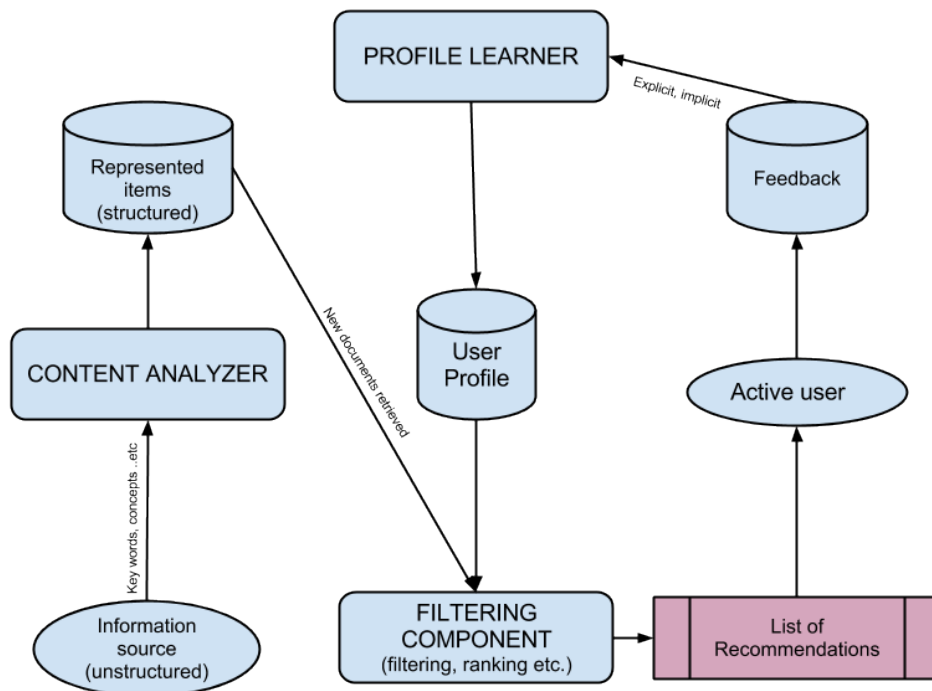 PROFILE LEARNER
Explicit, implicit
Represented
items
(structured)
Feedback
New documents retrieved
User
Profile
CONTENT ANALYZER
Active user
Key words, concepts ..etc
Information
source
(unstructured)
FILTERING
COMPONENT
(filtering, ranking etc.)
List of
Recommendations